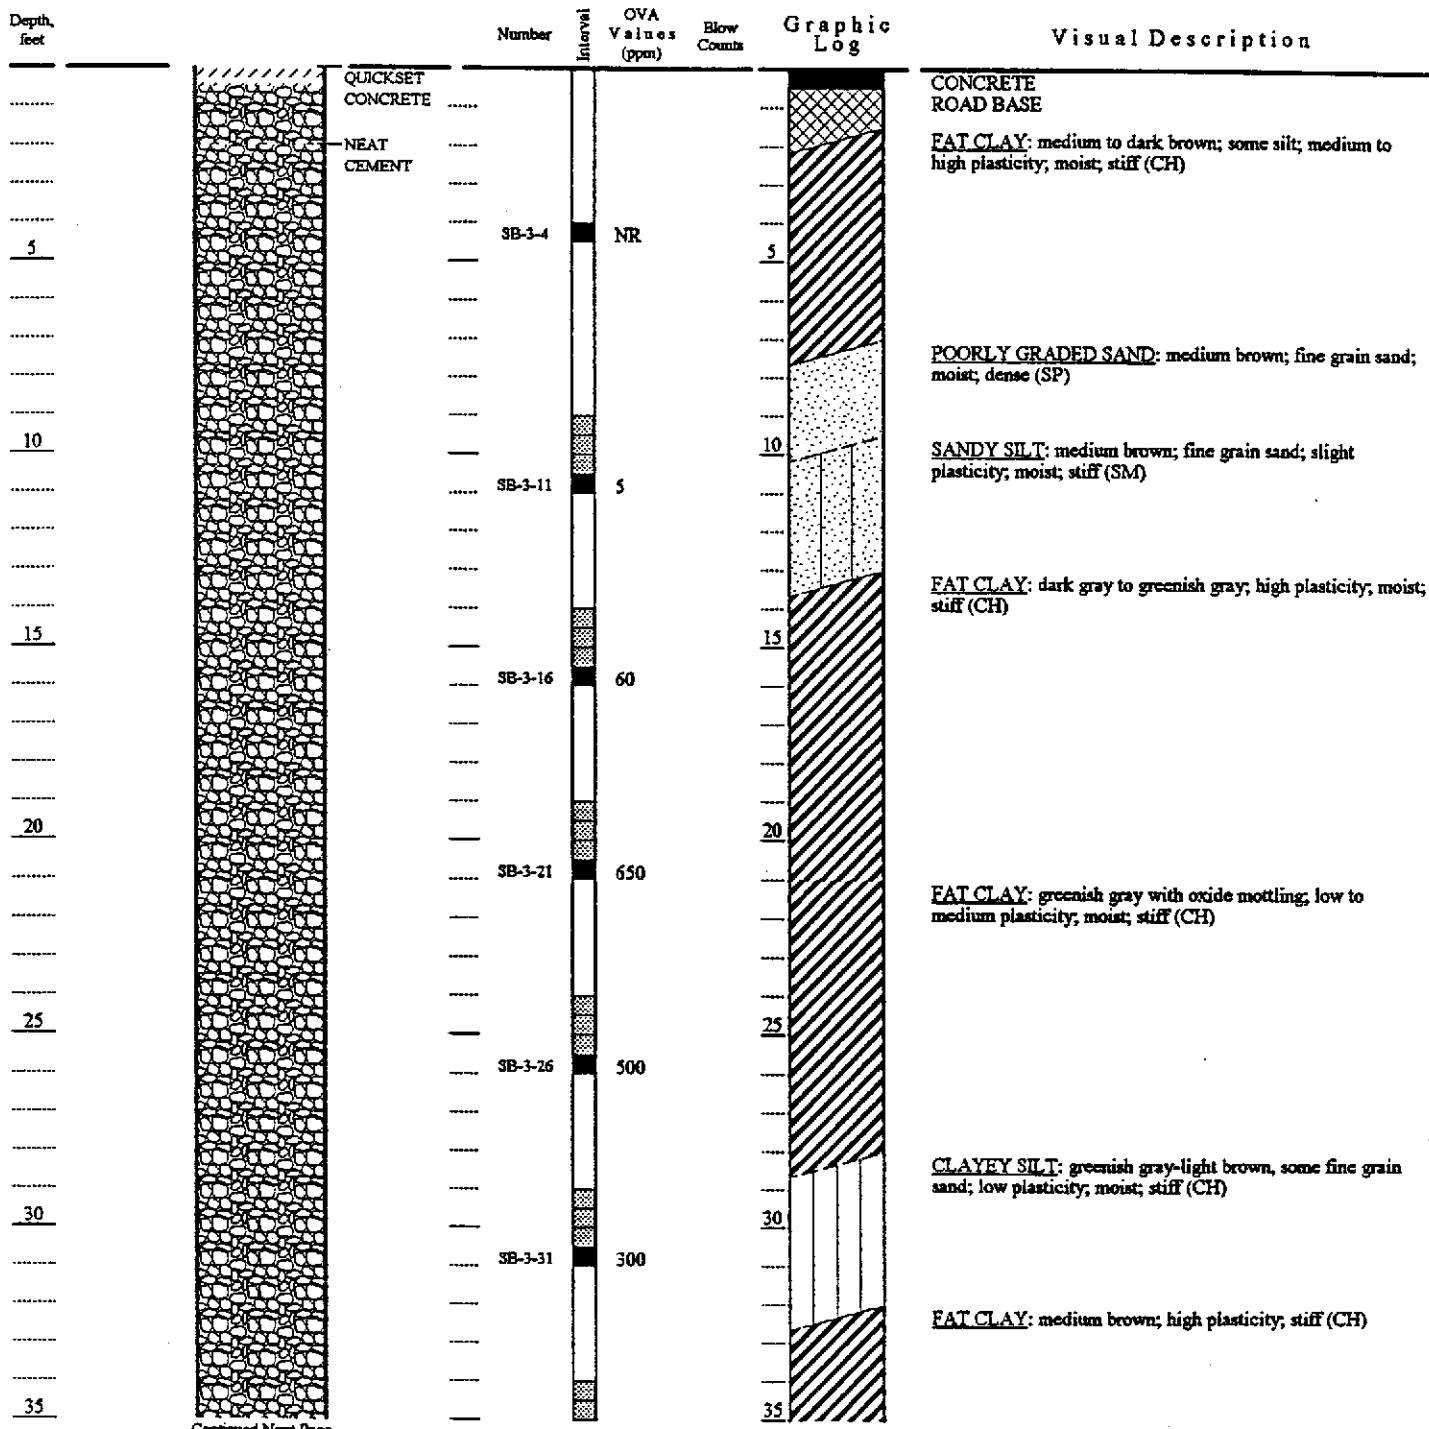 Depth, feet
Number
Interval
OVA Values (ppm)
Blow Counts
Graphic Log
Visual Description
QUICKSET
CONCRETE
NEAT
CEMENT
CONCRETE
ROAD BASE
FAT CLAY: medium to dark brown; some silt; medium to
high plasticity; moist; stiff (CH)
SB-3-4 NR
5 5
POORLY GRADED SAND: medium brown; fine grain sand;
moist; dense (SP)
10 10
SANDY SILT: medium brown; fine grain sand; slight
plasticity; moist; stiff (SM)
SB-3-11 5
FAT CLAY: dark gray to greenish gray; high plasticity; moist;
stiff (CH)
15 15
SB-3-16 60
20 20
SB-3-21 650
FAT CLAY: greenish gray with oxide mottling; low to
medium plasticity; moist; stiff (CH)
25 25
SB-3-26 500
CLAYEY SILT: greenish gray-light brown, some fine grain
sand; low plasticity; moist; stiff (CH)
30 30
SB-3-31 300
FAT CLAY: medium brown; high plasticity; stiff (CH)
35 35